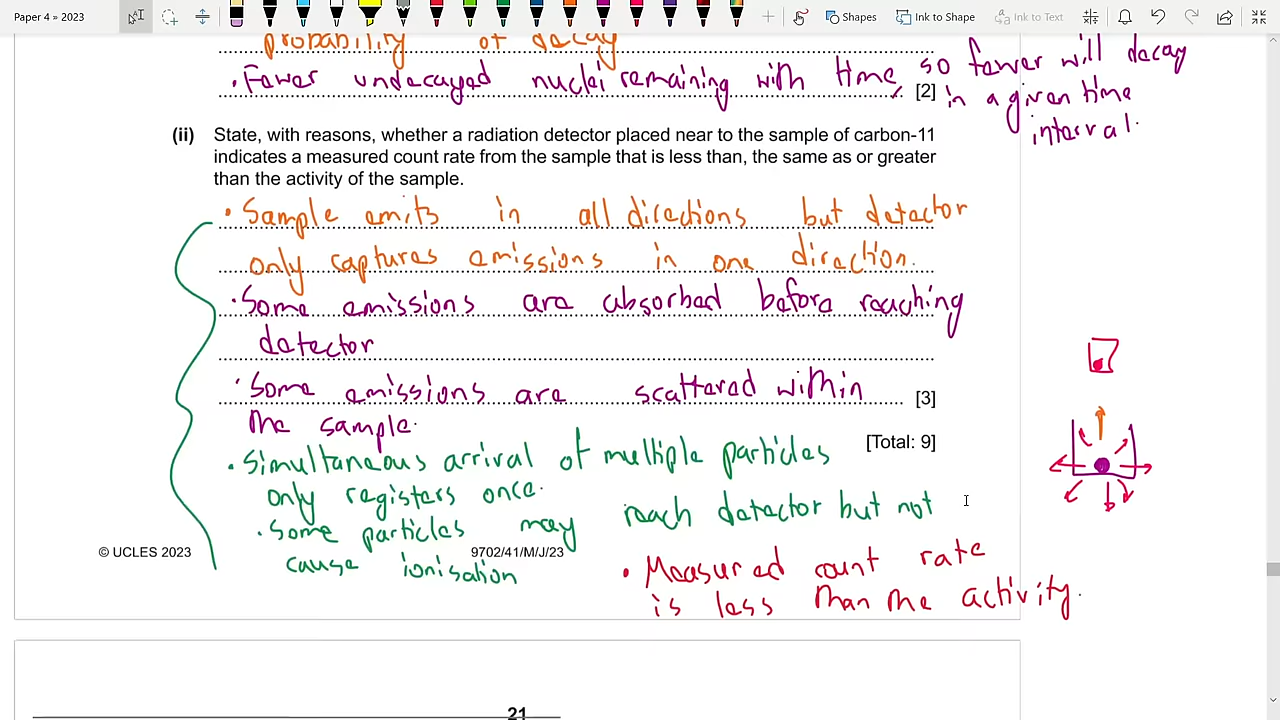 Paper 4 » 2023
Shapes
Ink to Shape
Ink to Text
probability of decay
• Fewer undecayed nuclei remaining with time, so fewer will decay
[2]
in a given time
interval.
(ii) State, with reasons, whether a radiation detector placed near to the sample of carbon-11
indicates a measured count rate from the sample that is less than, the same as or greater
than the activity of the sample.
• Sample emits in all directions but detector
only captures emissions in one direction.
• Some emissions are absorbed before reaching
detector
• Some emissions are scattered within
[3]
the sample.
[Total: 9]
• Simultaneous arrival of multiple particles
only registers once.
• Some particles may reach detector but not
cause ionisation
© UCLES 2023
9702/41/M/J/23
• Measured count rate
is less than the activity.
21